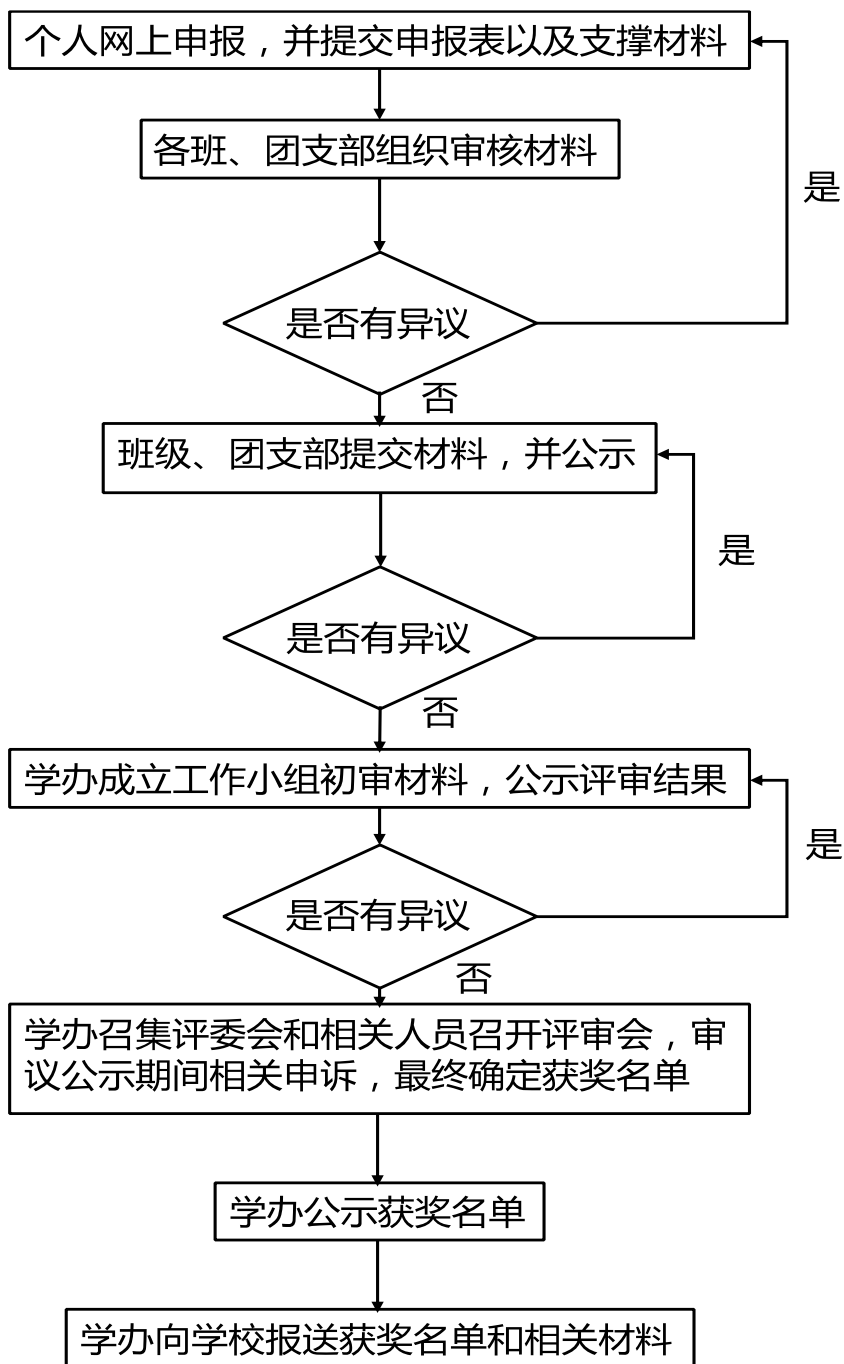 个人网上申报，并提交申报表以及支撑材料
各班、团支部组织审核材料
是
是否有异议
否
班级、团支部提交材料，并公示
是
是否有异议
否
学办成立工作小组初审材料，公示评审结果
是
是否有异议
否
学办召集评委会和相关人员召开评审会，审
议公示期间相关申诉，最终确定获奖名单
学办公示获奖名单
学办向学校报送获奖名单和相关材料